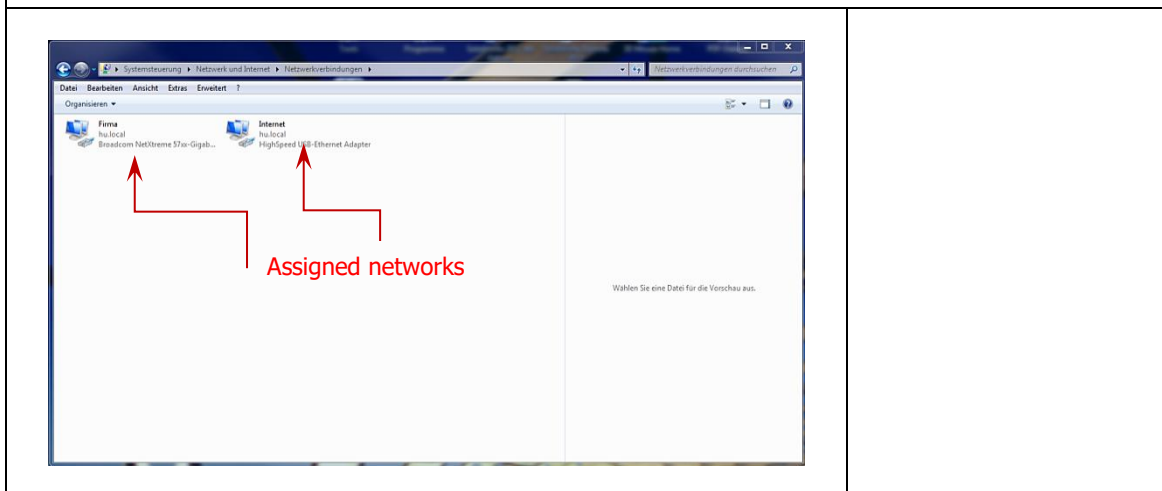 Systemsteuerung ▸ Netzwerk und Internet ▸ Netzwerkverbindungen ▸
Netzwerkverbindungen durchsuchen
Datei Bearbeiten Ansicht Extras Erweitert ?
Organisieren
Firma
hu.local
Broadcom NetXtreme 57xx-Gigab...
Internet
hu.local
HighSpeed USB-Ethernet Adapter
Assigned networks
Wählen Sie eine Datei für die Vorschau aus.